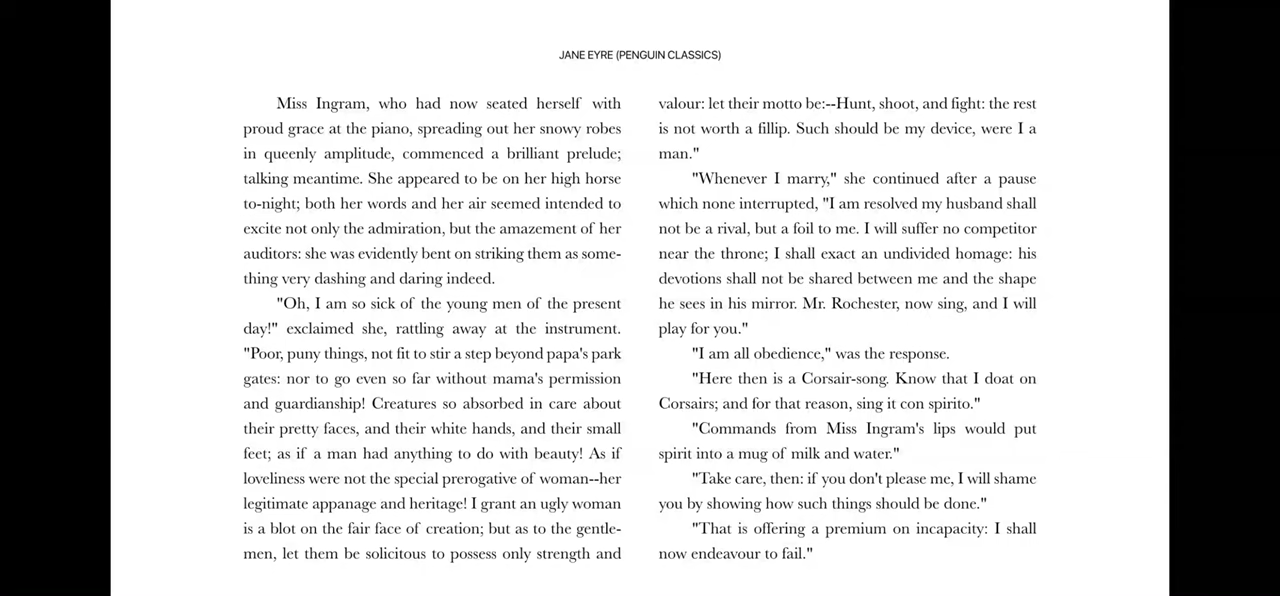 JANE EYRE (PENGUIN CLASSICS)
Miss Ingram, who had now seated herself with
proud grace at the piano, spreading out her snowy robes
in queenly amplitude, commenced a brilliant prelude;
talking meantime. She appeared to be on her high horse
to-night; both her words and her air seemed intended to
excite not only the admiration, but the amazement of her
auditors: she was evidently bent on striking them as some-
thing very dashing and daring indeed.
"Oh, I am so sick of the young men of the present
day!" exclaimed she, rattling away at the instrument.
"Poor, puny things, not fit to stir a step beyond papa's park
gates: nor to go even so far without mama's permission
and guardianship! Creatures so absorbed in care about
their pretty faces, and their white hands, and their small
feet; as if a man had anything to do with beauty! As if
loveliness were not the special prerogative of woman--her
legitimate appanage and heritage! I grant an ugly woman
is a blot on the fair face of creation; but as to the gentle-
men, let them be solicitous to possess only strength and
valour: let their motto be:--Hunt, shoot, and fight: the rest
is not worth a fillip. Such should be my device, were I a
man."
"Whenever I marry," she continued after a pause
which none interrupted, "I am resolved my husband shall
not be a rival, but a foil to me. I will suffer no competitor
near the throne; I shall exact an undivided homage: his
devotions shall not be shared between me and the shape
he sees in his mirror. Mr. Rochester, now sing, and I will
play for you."
"I am all obedience," was the response.
"Here then is a Corsair-song. Know that I doat on
Corsairs; and for that reason, sing it con spirito."
"Commands from Miss Ingram's lips would put
spirit into a mug of milk and water."
"Take care, then: if you don't please me, I will shame
you by showing how such things should be done."
"That is offering a premium on incapacity: I shall
now endeavour to fail."